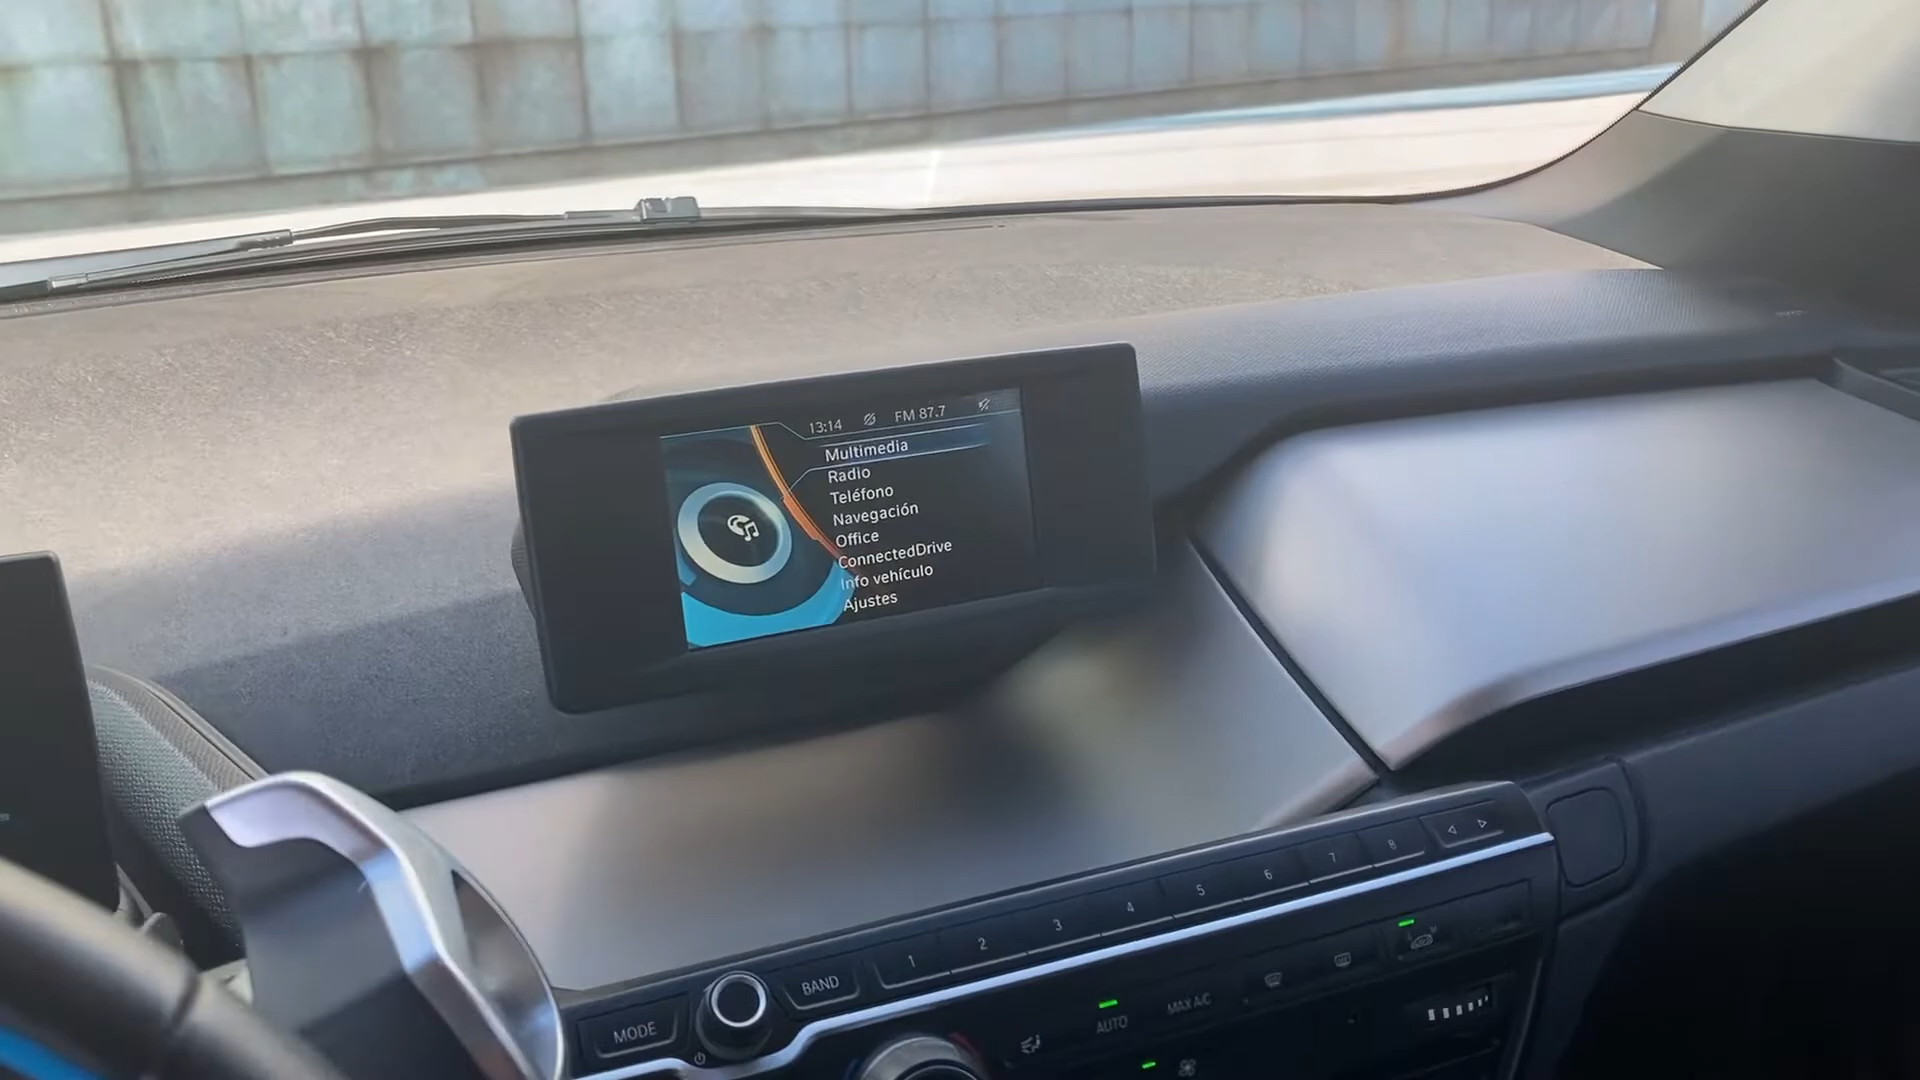 13:14 FM 87.7
Multimedia
Radio
Teléfono
Navegación
Office
ConnectedDrive
Info vehículo
Ajustes
1 2 3 4 5 6 7 8
MODE BAND
AUTO MAX A/C